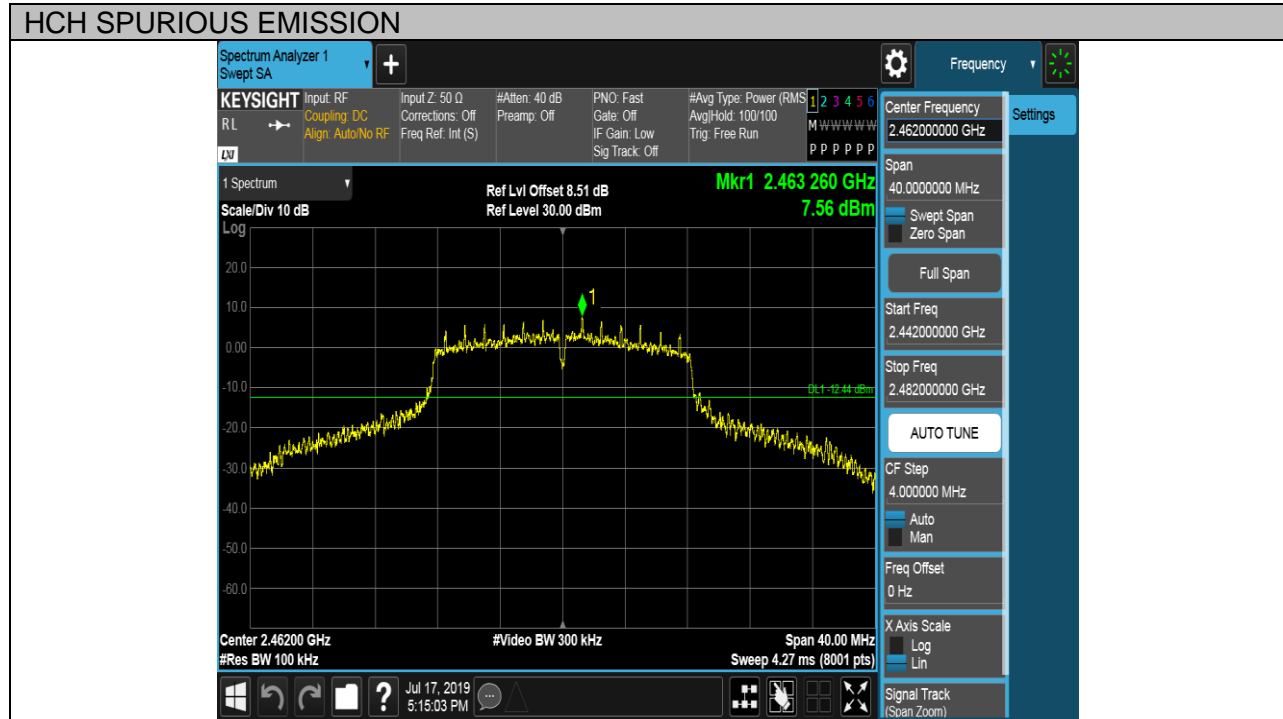 HCH SPURIOUS EMISSION
Spectrum Analyzer 1
Swept SA
+
Frequency
KEYSIGHT
RL
LXI
Input: RF
Coupling: DC
Align: Auto/No RF
Input Z: 50 Ω
Corrections: Off
Freq Ref: Int (S)
#Atten: 40 dB
Preamp: Off
PNO: Fast
Gate: Off
IF Gain: Low
Sig Track: Off
#Avg Type: Power (RMS
Avg|Hold: 100/100
Trig: Free Run
1 2 3 4 5 6
M W W W W W
P P P P P P
1 Spectrum
Scale/Div 10 dB
Ref Lvl Offset 8.51 dB
Ref Level 30.00 dBm
Mkr1 2.463 260 GHz
7.56 dBm
Log
20.0
10.0
0.00
-10.0
-20.0
-30.0
-40.0
-50.0
-60.0
1
DL1 -12.44 dBm
Center 2.46200 GHz
#Res BW 100 kHz
#Video BW 300 kHz
Span 40.00 MHz
Sweep 4.27 ms (8001 pts)
?
Jul 17, 2019
5:15:03 PM
Center Frequency
2.462000000 GHz
Settings
Span
40.0000000 MHz
Swept Span
Zero Span
Full Span
Start Freq
2.442000000 GHz
Stop Freq
2.482000000 GHz
AUTO TUNE
CF Step
4.000000 MHz
Auto
Man
Freq Offset
0 Hz
X Axis Scale
Log
Lin
Signal Track
(Span Zoom)